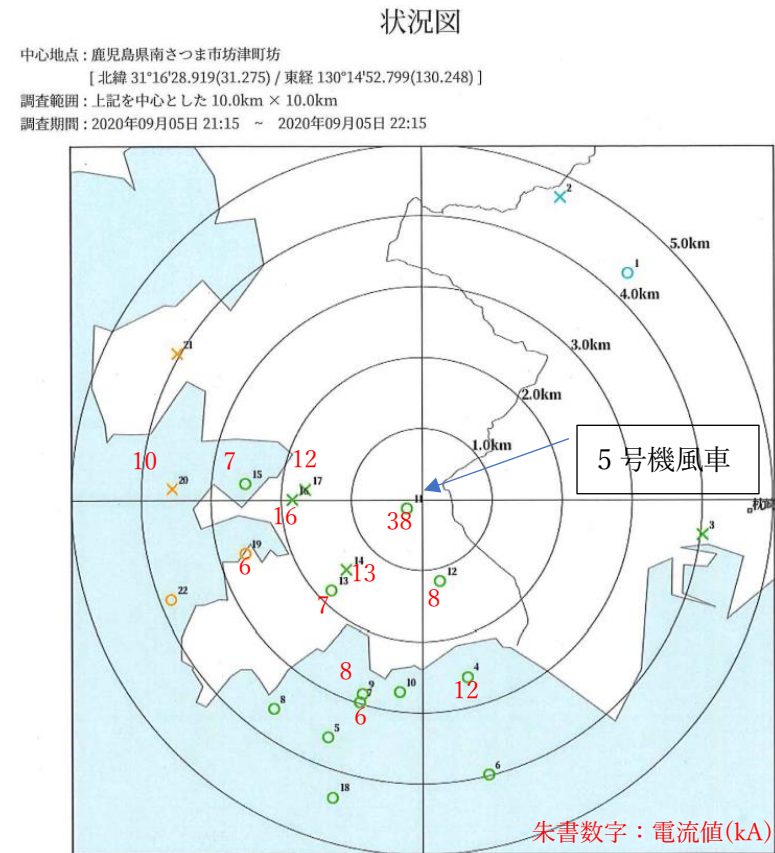 状況図
中心地点 : 鹿児島県南さつま市坊津町坊
[ 北緯 31°16'28.919(31.275) / 東経 130°14'52.799(130.248) ]
調査範囲 : 上記を中心とした 10.0km × 10.0km
調査期間 : 2020年09月05日 21:15 ~ 2020年09月05日 22:15
2
5.0km
1
4.0km
21
3.0km
2.0km
1.0km
5号機風車
10
7
12
20
15
17
16
16
11
38
3
枕崎
19
6
14
13
13
7
12
8
22
8
9
7
6
10
4
12
8
5
6
18
朱書数字：電流値(kA)